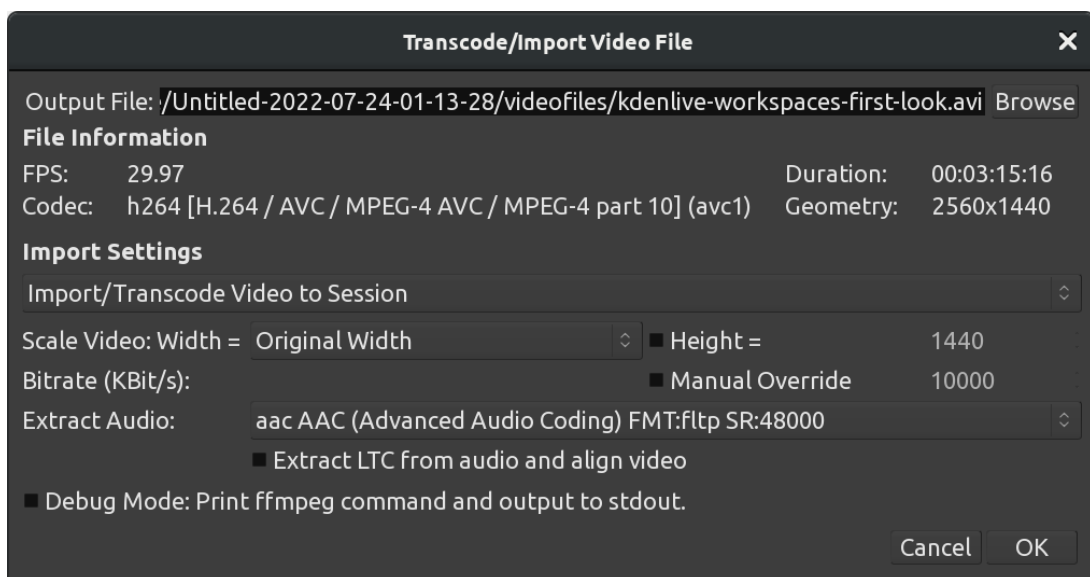 Transcode/Import Video File
Output File: /Untitled-2022-07-24-01-13-28/videofiles/kdenlive-workspaces-first-look.avi Browse
File Information
FPS: 29.97 Duration: 00:03:15:16
Codec: h264 [H.264 / AVC / MPEG-4 AVC / MPEG-4 part 10] (avc1) Geometry: 2560x1440
Import Settings
Import/Transcode Video to Session
Scale Video: Width = Original Width Height = 1440
Bitrate (KBit/s): Manual Override 10000
Extract Audio: aac AAC (Advanced Audio Coding) FMT:fltp SR:48000
Extract LTC from audio and align video
Debug Mode: Print ffmpeg command and output to stdout.
Cancel OK